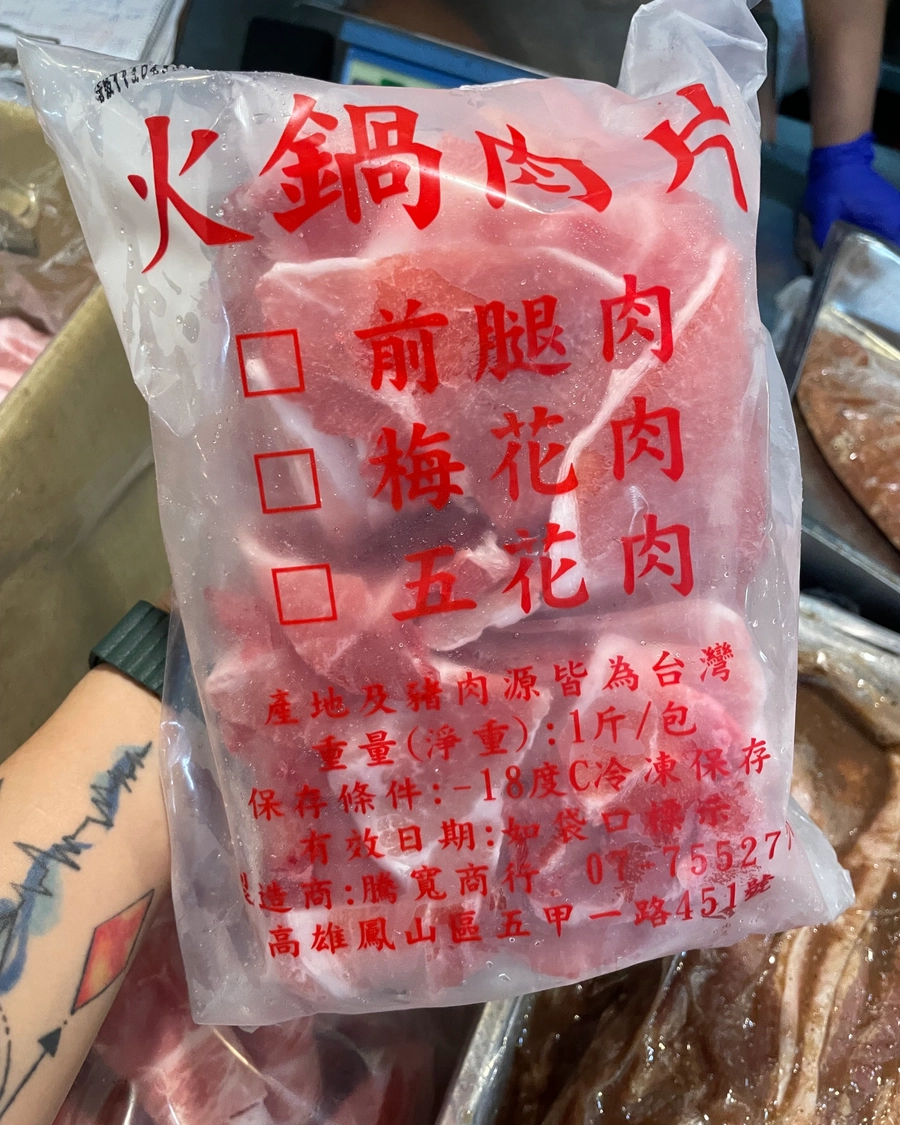 火鍋肉片
□ 前腿肉
□ 梅花肉
□ 五花肉
產地及豬肉源皆為台灣
重量(淨重):1斤/包
保存條件:-18度C冷凍保存
有效日期:如袋口標示
製造商:騰寬商行 07-75527
高雄鳳山區五甲一路451號